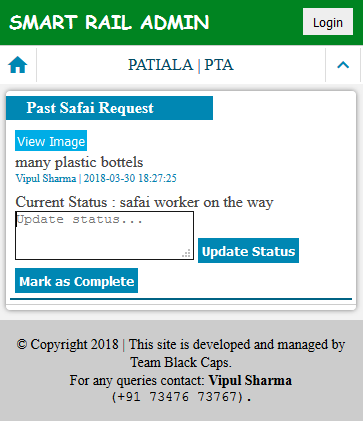 SMART RAIL ADMIN
Login
PATIALA | PTA
Past Safai Request
View Image
many plastic bottels
Vipul Sharma | 2018-03-30 18:27:25
Current Status : safai worker on the way
Update status...
Update Status
Mark as Complete
© Copyright 2018 | This site is developed and managed by
Team Black Caps.
For any queries contact: Vipul Sharma
(+91 73476 73767).